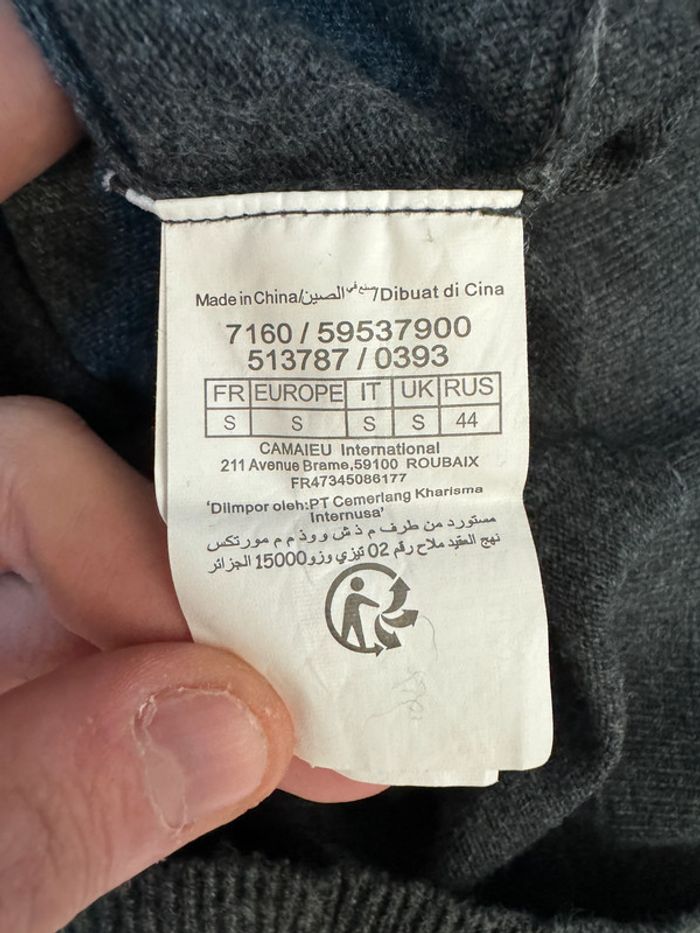 Made in China/صنع في الصين/Dibuat di Cina
7160 / 59537900
513787 / 0393
FR EUROPE IT UK RUS
S S S S 44
CAMAIEU International
211 Avenue Brame,59100 ROUBAIX
FR47345086177
'DiImpor oleh:PT Cemerlang Kharisma
Internusa'
مستورد من طرف م ذ ش و وذ م م مورتكس
نهج العقيد ملاح رقم 02 تيزي وزو 15000 الجزائر